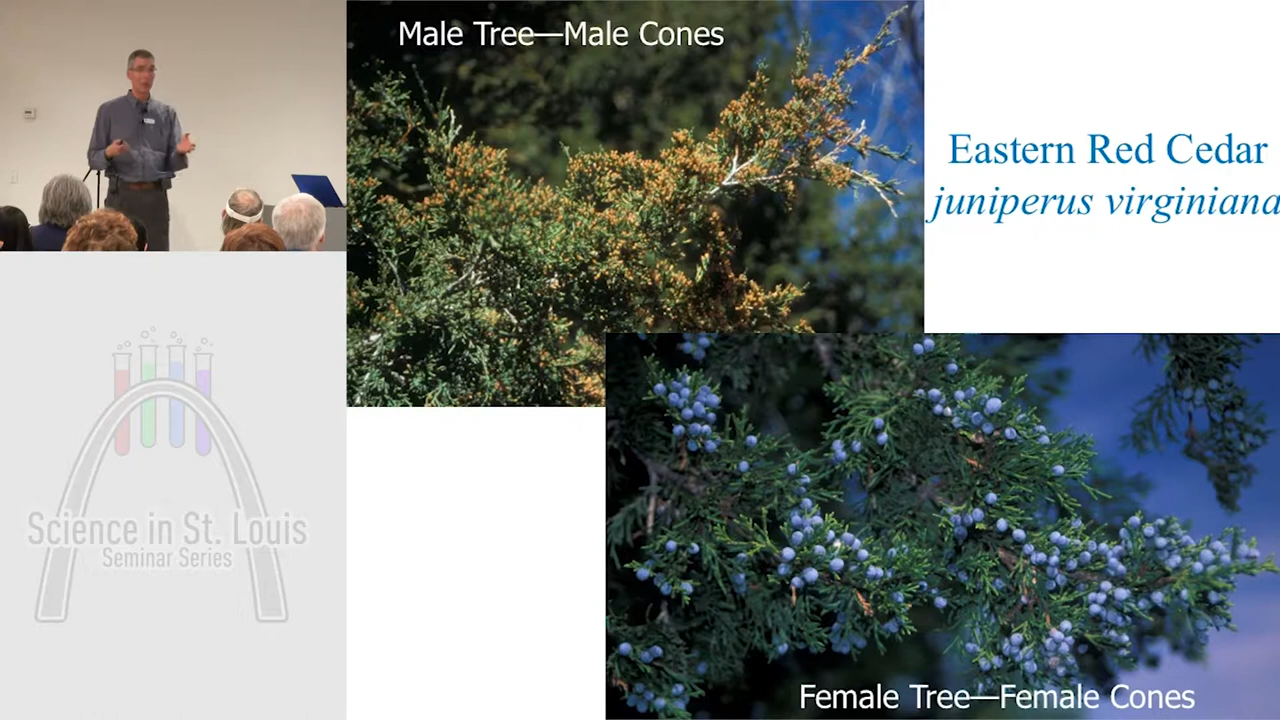 Male Tree—Male Cones
Eastern Red Cedar
juniperus virginiana
Science in St. Louis
Seminar Series
Female Tree—Female Cones